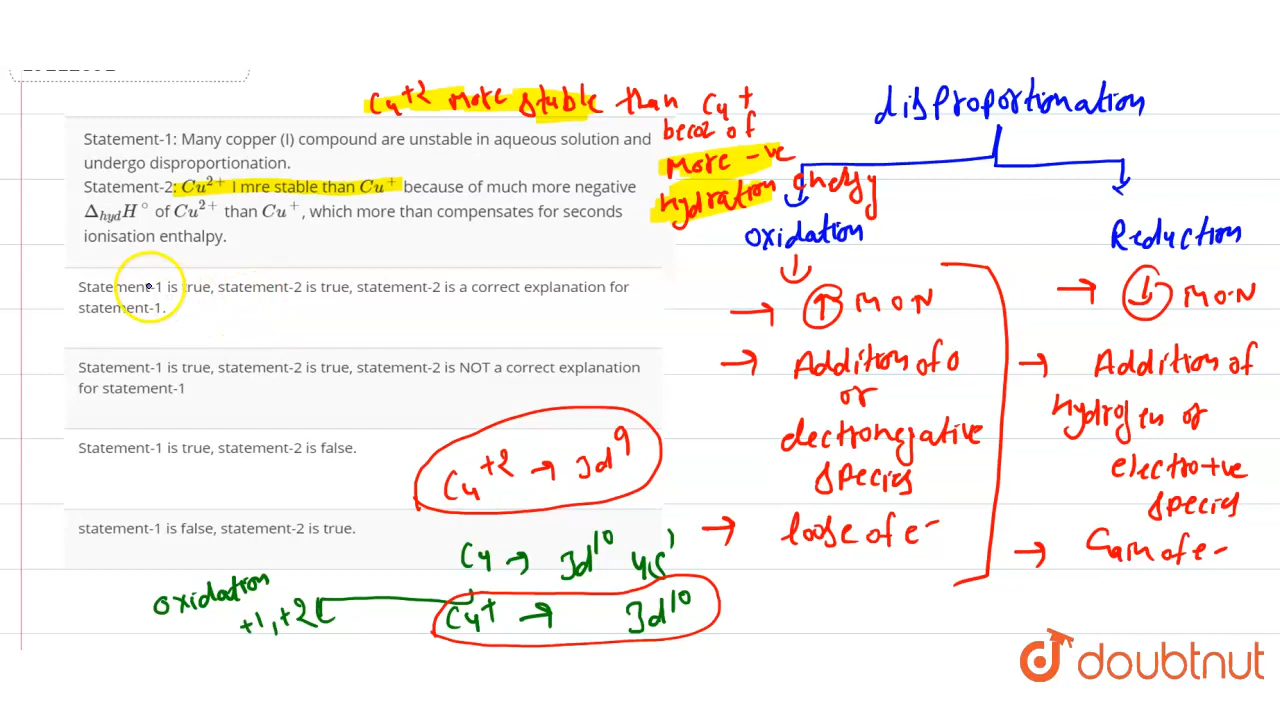 Cu+2 more stable than Cu+
becoz of
more -ve
hydration energy
Statement-1: Many copper (I) compound are unstable in aqueous solution and
undergo disproportionation.
Statement-2: Cu²⁺ I mre stable than Cu⁺ because of much more negative
Δ_hyd H° of Cu²⁺ than Cu⁺, which more than compensates for seconds
ionisation enthalpy.
Statement-1 is true, statement-2 is true, statement-2 is a correct explanation for
statement-1.
Statement-1 is true, statement-2 is true, statement-2 is NOT a correct explanation
for statement-1
Statement-1 is true, statement-2 is false.
statement-1 is false, statement-2 is true.
Cu+2 → 3d9
Cu → 3d10 4s1
Cu+ → 3d10
oxidation
+1, +2
disproportionation
oxidation
→ ↑ M O N
→ Addition of o
or
electronegative
species
→ loose of e-
Reduction
→ ↓ M O. N
→ Addition of
hydrogen or
electro+ve
species
→ Gain of e-
doubtnut